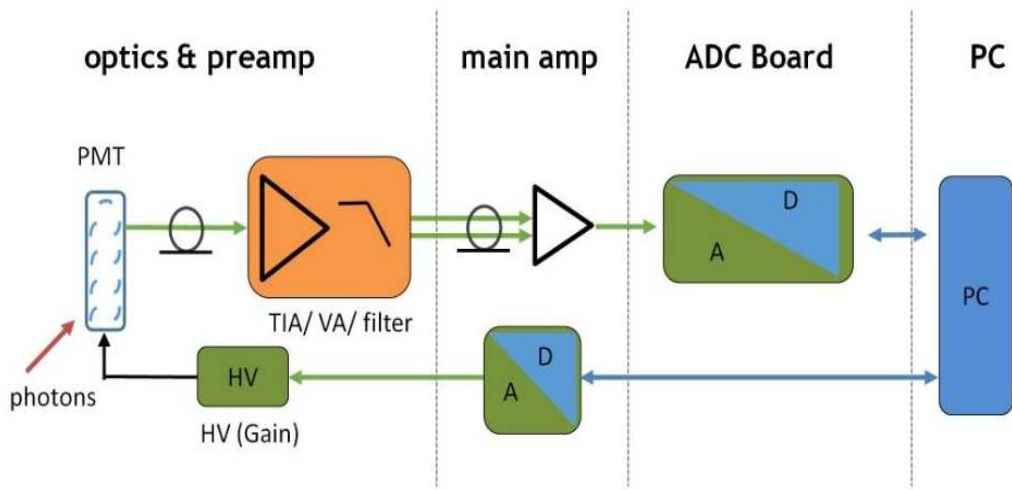 optics & preamp
main amp
ADC Board
PC
PMT
D
A
PC
TIA/ VA/ filter
D
A
HV
photons
HV (Gain)